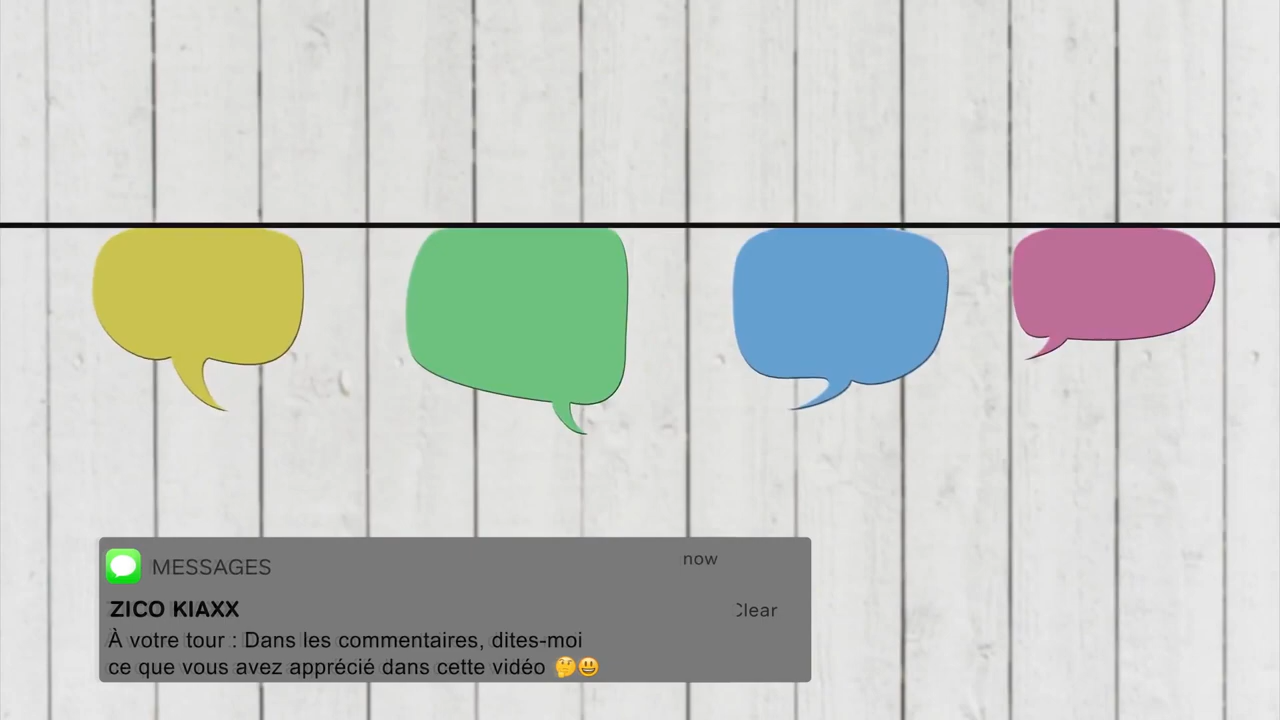 MESSAGES
now
ZICO KIAXX
Clear
À votre tour : Dans les commentaires, dites-moi
ce que vous avez apprécié dans cette vidéo 🤔😃